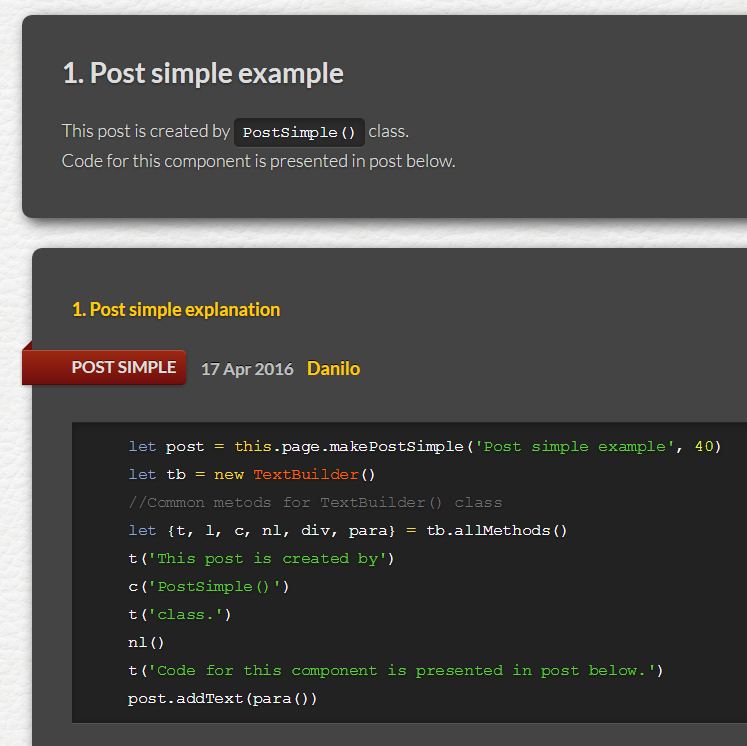 1. Post simple example
This post is created by PostSimple() class.
Code for this component is presented in post below.
1. Post simple explanation
POST SIMPLE 17 Apr 2016 Danilo
let post = this.page.makePostSimple('Post simple example', 40)
let tb = new TextBuilder()
//Common metods for TextBuilder() class
let {t, l, c, nl, div, para} = tb.allMethods()
t('This post is created by')
c('PostSimple()')
t('class.')
nl()
t('Code for this component is presented in post below.')
post.addText(para())